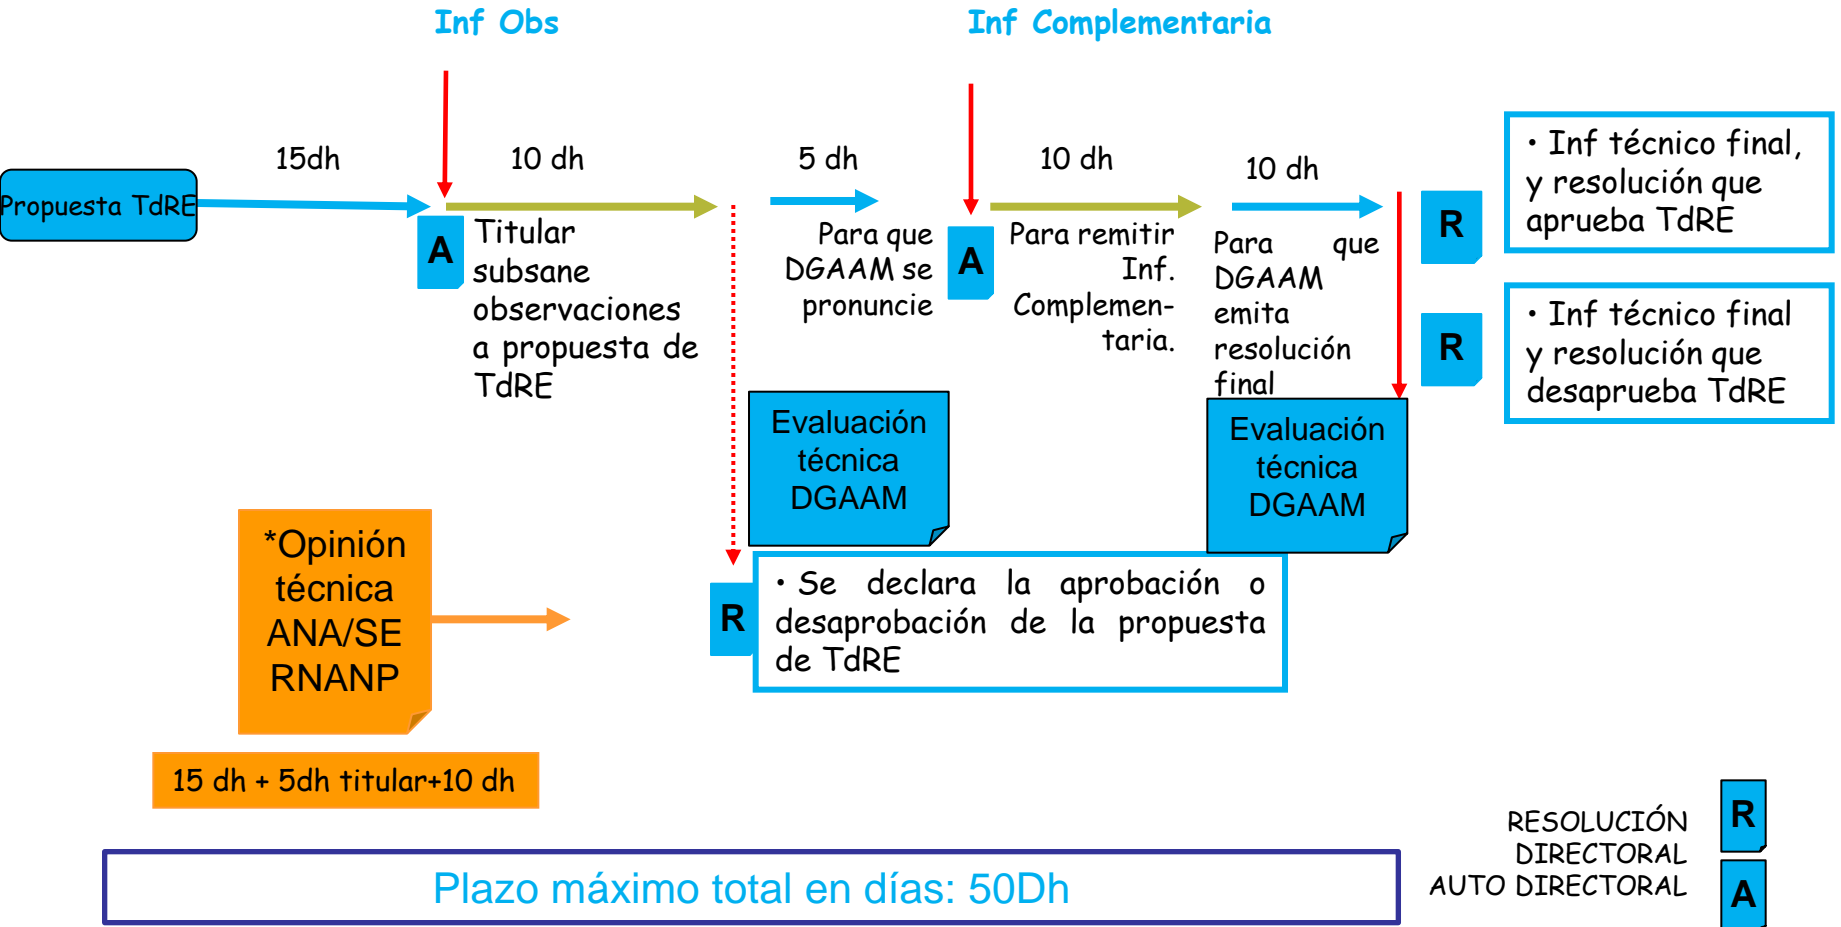 Inf Obs
Inf Complementaria
15dh
10 dh
5 dh
10 dh
10 dh
Propuesta TdRE
A
Titular
subsane
observaciones
a propuesta de
TdRE
Para que
DGAAM se
pronuncie
A
Para remitir
Inf.
Complemen-
taria.
Para que
DGAAM
emita
resolución
final
R
• Inf técnico final,
y resolución que
aprueba TdRE
R
• Inf técnico final
y resolución que
desaprueba TdRE
Evaluación
técnica
DGAAM
Evaluación
técnica
DGAAM
*Opinión
técnica
ANA/SE
RNANP
R
• Se declara la aprobación o
desaprobación de la propuesta
de TdRE
15 dh + 5dh titular+10 dh
Plazo máximo total en días: 50Dh
RESOLUCIÓN
DIRECTORAL
R
AUTO DIRECTORAL
A